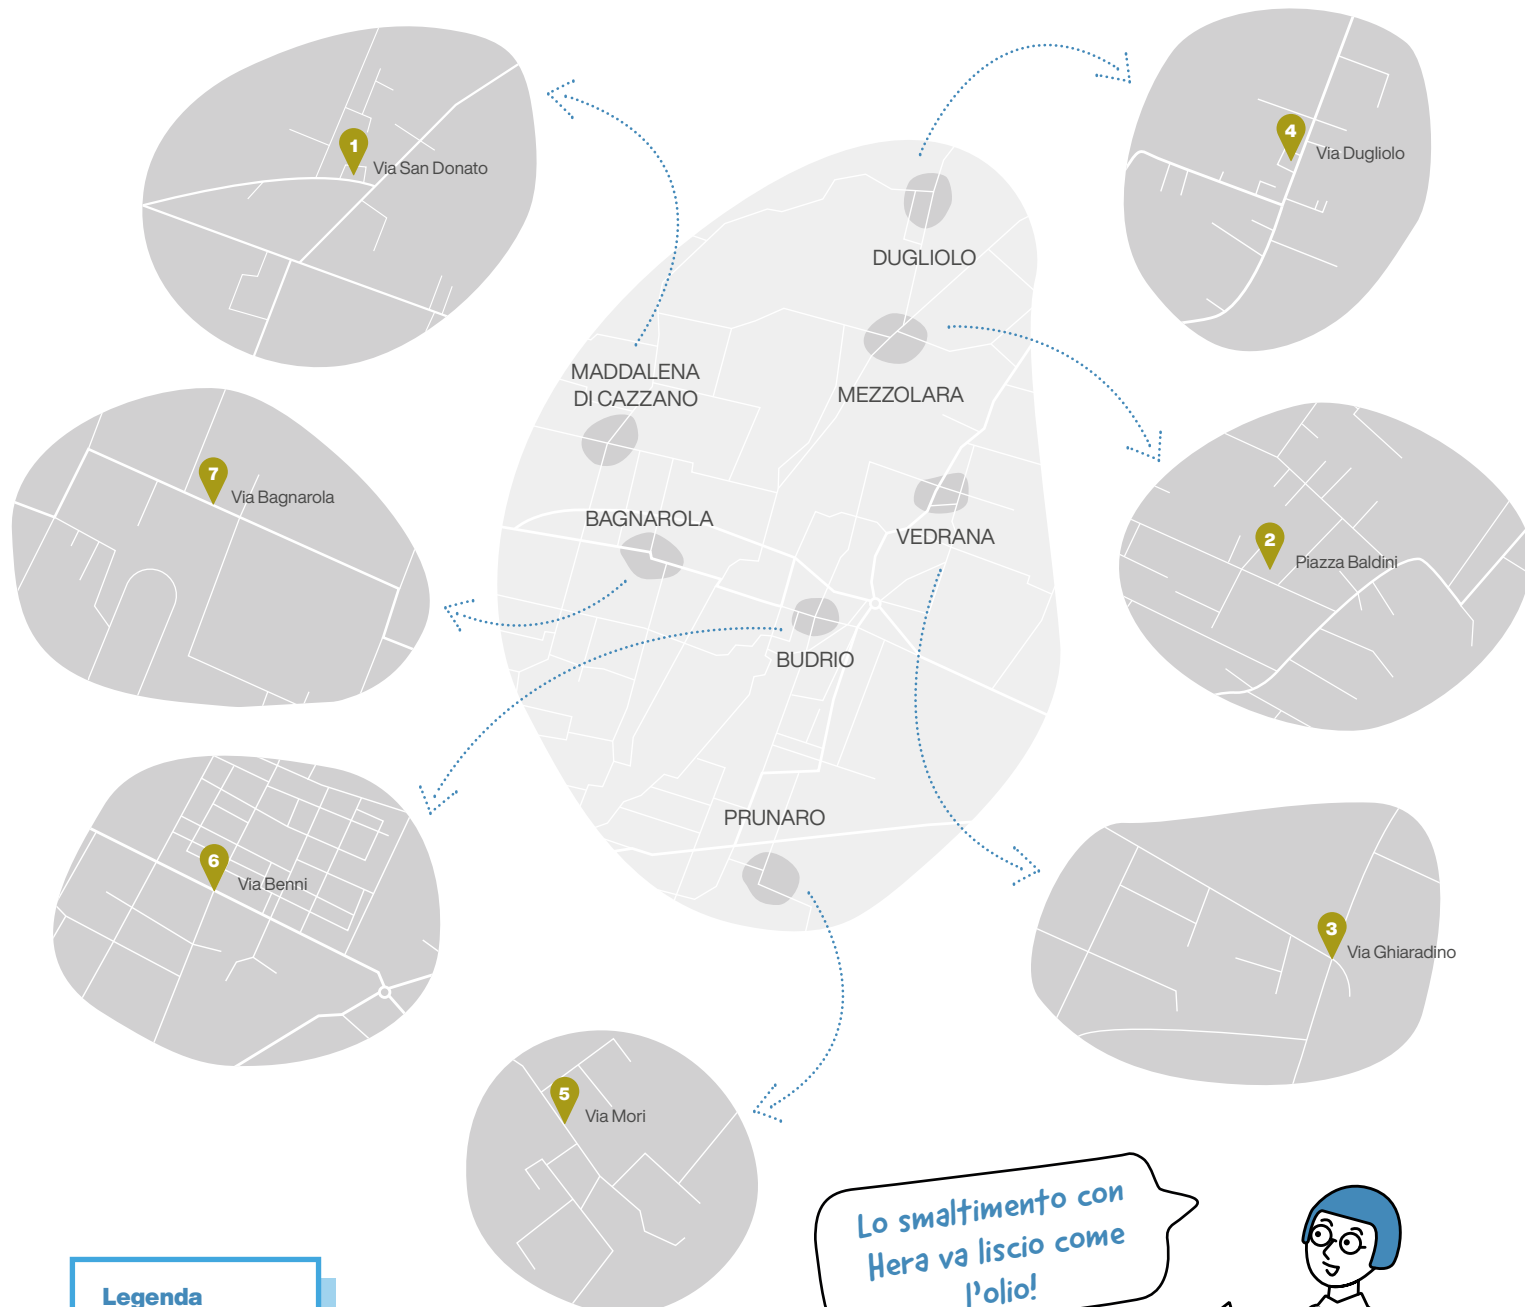 1
Via San Donato
4
Via Dugliolo
DUGLIOLO
MADDALENA
DI CAZZANO
MEZZOLARA
7
Via Bagnarola
BAGNAROLA
VEDRANA
2
Piazza Baldini
BUDRIO
6
Via Benni
PRUNARO
3
Via Ghiaradino
5
Via Mori
Lo smaltimento con
Hera va liscio come
l'olio!
Legenda